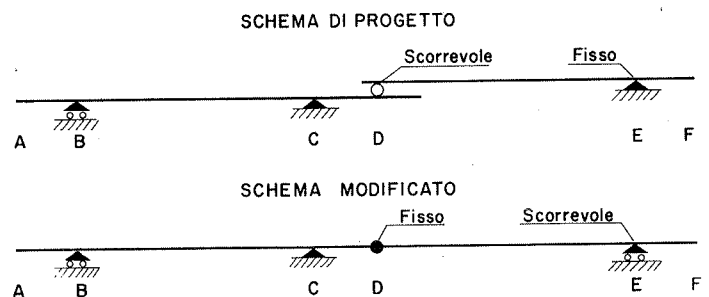 SCHEMA DI PROGETTO
Scorrevole
Fisso
A B C D E F
SCHEMA MODIFICATO
Fisso
Scorrevole
A B C D E F